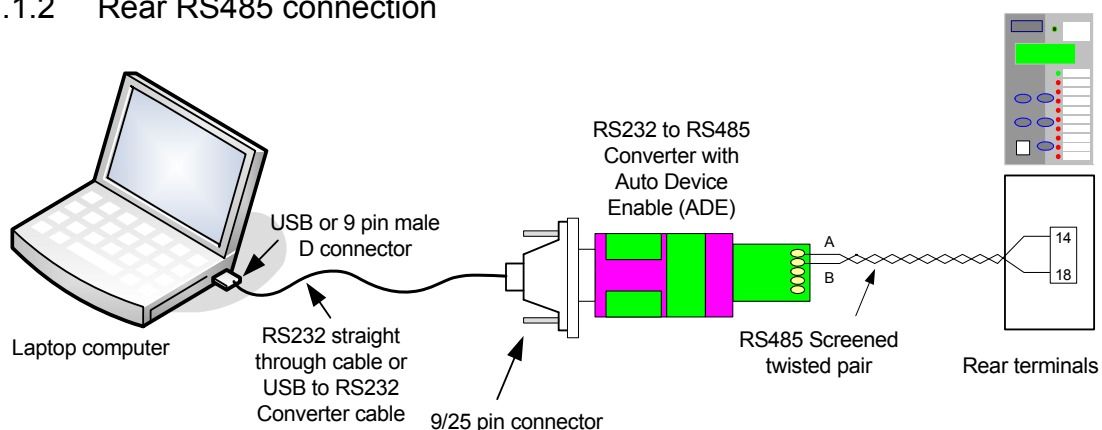 .1.2 Rear RS485 connection
RS232 to RS485
Converter with
Auto Device
Enable (ADE)
USB or 9 pin male
D connector
A
B
14
18
Laptop computer
RS232 straight
through cable or
USB to RS232
Converter cable
9/25 pin connector
RS485 Screened
twisted pair
Rear terminals